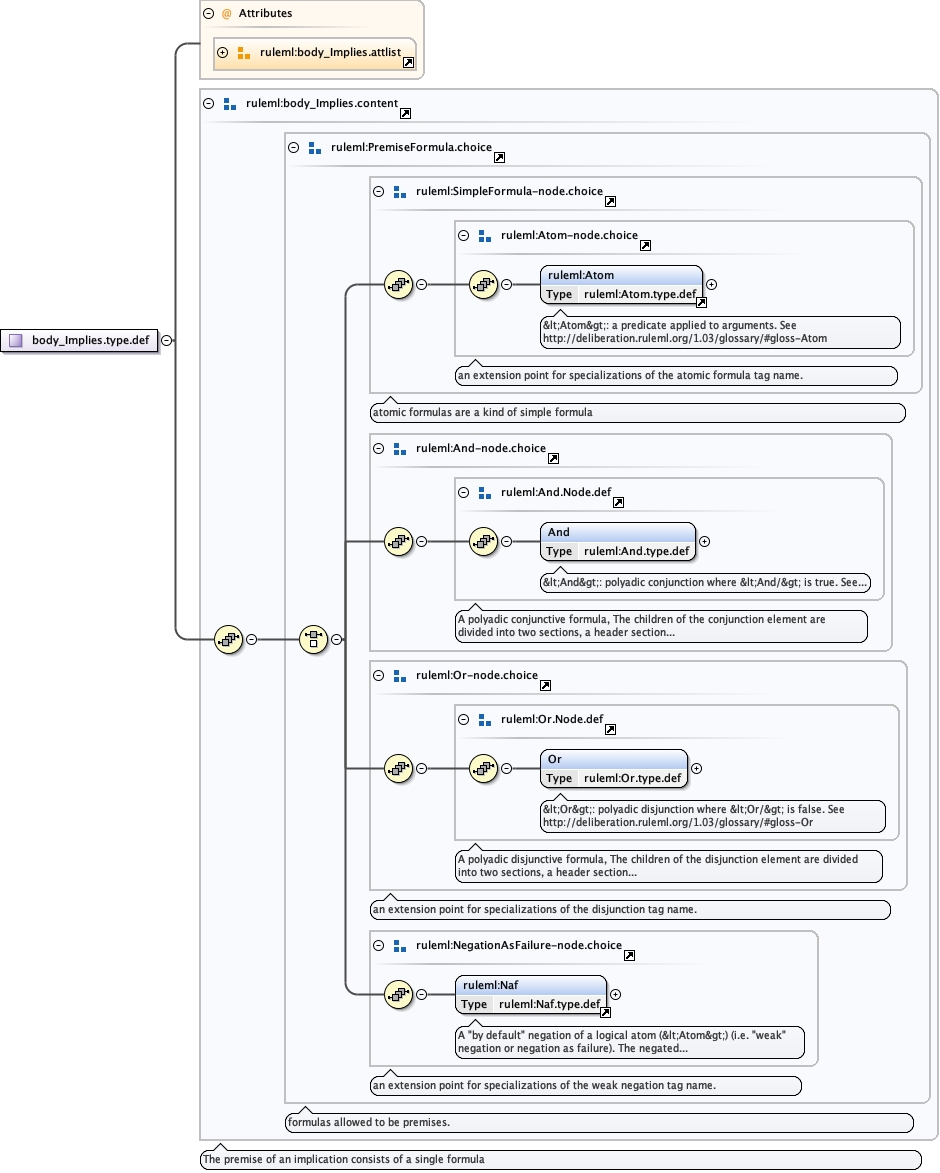 @ Attributes
ruleml:body_Implies.attlist
ruleml:body_Implies.content
ruleml:PremiseFormula.choice
ruleml:SimpleFormula-node.choice
ruleml:Atom-node.choice
ruleml:Atom
Type ruleml:Atom.type.def
&lt;Atom&gt;: a predicate applied to arguments. See
http://deliberation.ruleml.org/1.03/glossary/#gloss-Atom
body_Implies.type.def
an extension point for specializations of the atomic formula tag name.
atomic formulas are a kind of simple formula
ruleml:And-node.choice
ruleml:And.Node.def
And
Type ruleml:And.type.def
&lt;And&gt;: polyadic conjunction where &lt;And/&gt; is true. See...
A polyadic conjunctive formula, The children of the conjunction element are
divided into two sections, a header section...
ruleml:Or-node.choice
ruleml:Or.Node.def
Or
Type ruleml:Or.type.def
&lt;Or&gt;: polyadic disjunction where &lt;Or/&gt; is false. See
http://deliberation.ruleml.org/1.03/glossary/#gloss-Or
A polyadic disjunctive formula, The children of the disjunction element are divided
into two sections, a header section...
an extension point for specializations of the disjunction tag name.
ruleml:NegationAsFailure-node.choice
ruleml:Naf
Type ruleml:Naf.type.def
A "by default" negation of a logical atom (&lt;Atom&gt;) (i.e. "weak"
negation or negation as failure). The negated...
an extension point for specializations of the weak negation tag name.
formulas allowed to be premises.
The premise of an implication consists of a single formula